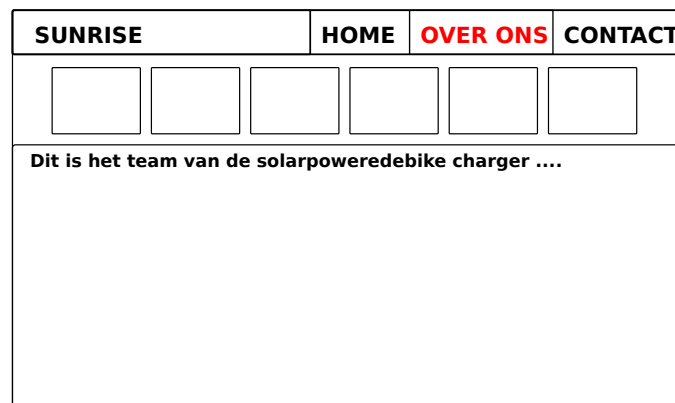 SUNRISE HOME OVER ONS CONTACT
Dit is het team van de solarpoweredebike charger ....